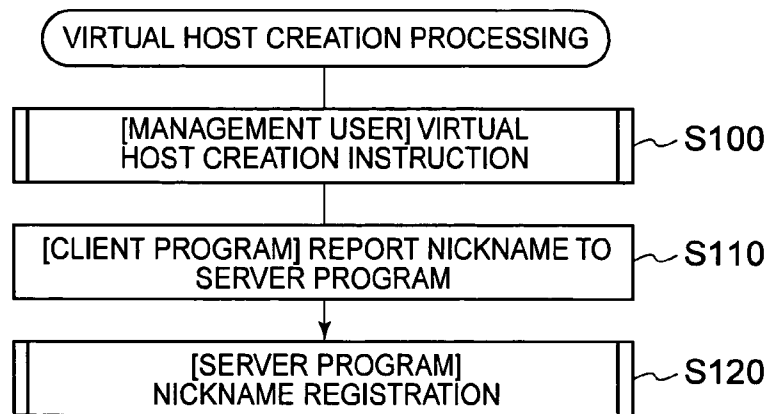 VIRTUAL HOST CREATION PROCESSING
[MANAGEMENT USER] VIRTUAL
HOST CREATION INSTRUCTION
S100
[CLIENT PROGRAM] REPORT NICKNAME TO
SERVER PROGRAM
S110
[SERVER PROGRAM]
NICKNAME REGISTRATION
S120